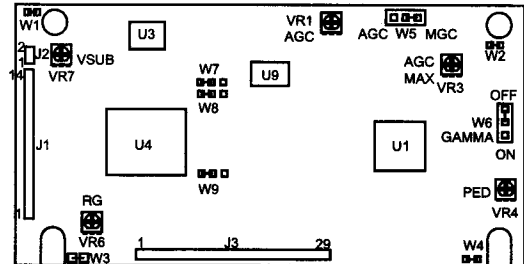 W1
U3
VR1
AGC
AGC W5 MGC
W2
2
1
J2
VSUB
VR7
14
W7
W8
U9
AGC
MAX
VR3
OFF
W6
GAMMA
ON
J1
U4
U1
W9
1
RG
VR6
PED
VR4
W3
1 J3 29
W4